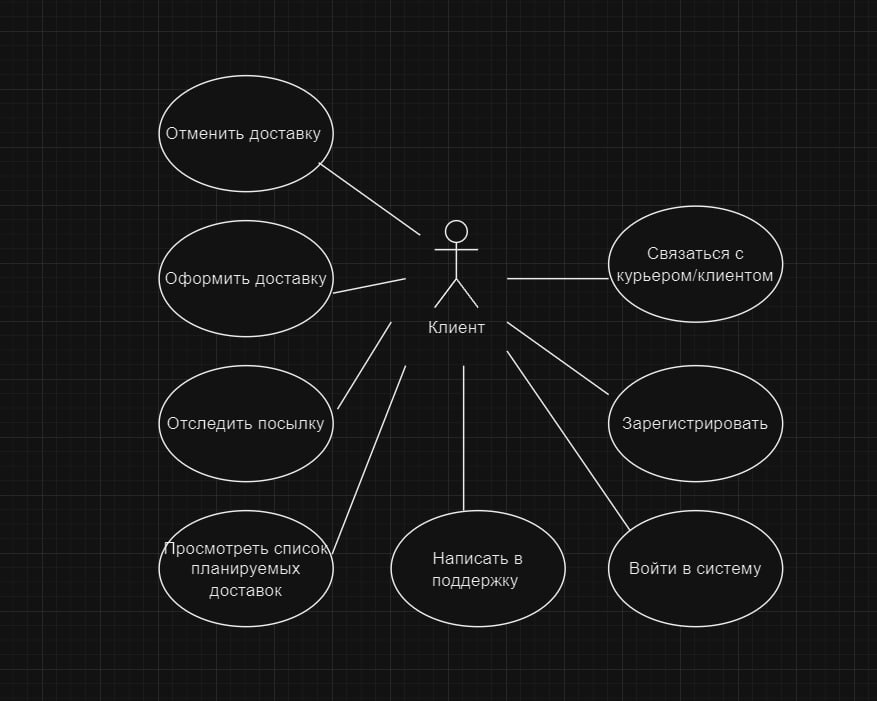 Отменить доставку
Оформить доставку
Отследить посылку
Просмотреть список
планируемых
доставок
Клиент
Написать в
поддержку
Связаться с
курьером/клиентом
Зарегистрировать
Войти в систему